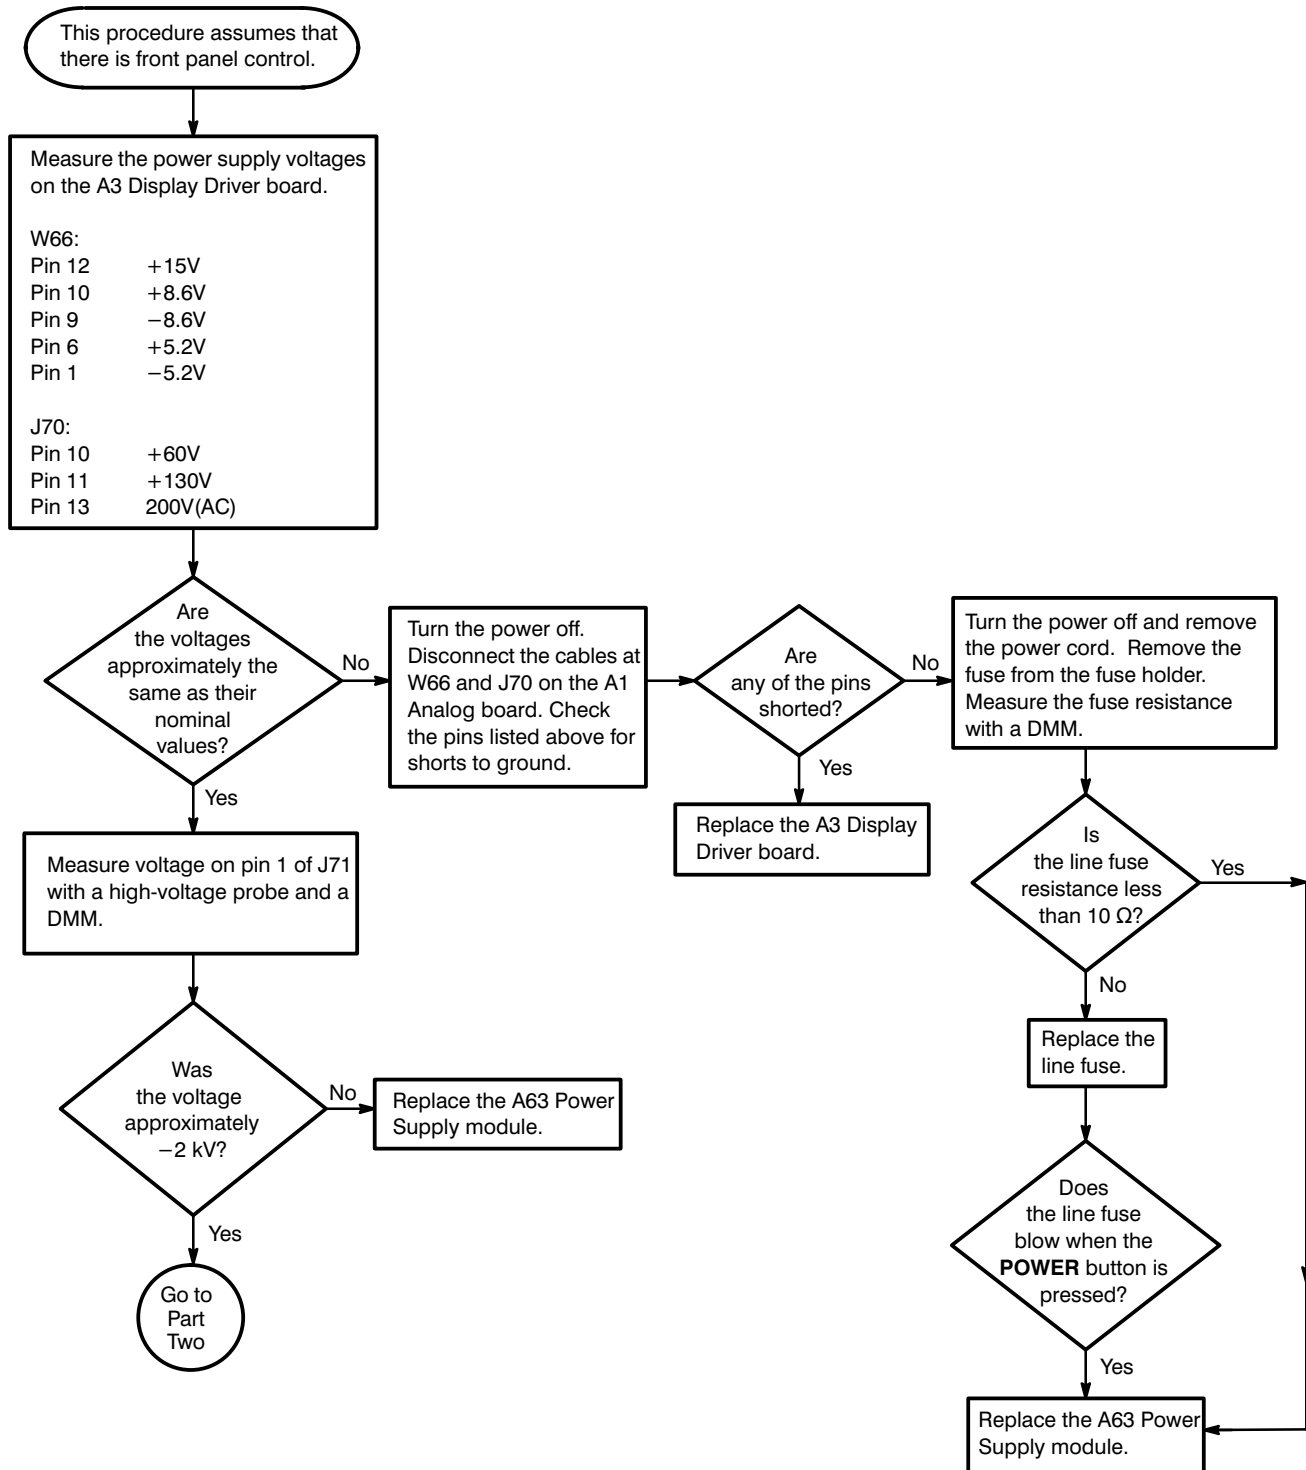 This procedure assumes that
there is front panel control.
Measure the power supply voltages
on the A3 Display Driver board.
W66:
Pin 12 +15V
Pin 10 +8.6V
Pin 9 −8.6V
Pin 6 +5.2V
Pin 1 −5.2V
J70:
Pin 10 +60V
Pin 11 +130V
Pin 13 200V(AC)
Are
the voltages
approximately the
same as their
nominal
values?
No
Yes
Turn the power off.
Disconnect the cables at
W66 and J70 on the A1
Analog board. Check
the pins listed above for
shorts to ground.
Are
any of the pins
shorted?
No
Yes
Replace the A3 Display
Driver board.
Turn the power off and remove
the power cord. Remove the
fuse from the fuse holder.
Measure the fuse resistance
with a DMM.
Is
the line fuse
resistance less
than 10 Ω?
Yes
No
Replace the
line fuse.
Does
the line fuse
blow when the
POWER button is
pressed?
Yes
Replace the A63 Power
Supply module.
Measure voltage on pin 1 of J71
with a high-voltage probe and a
DMM.
Was
the voltage
approximately
−2 kV?
No
Replace the A63 Power
Supply module.
Yes
Go to
Part
Two